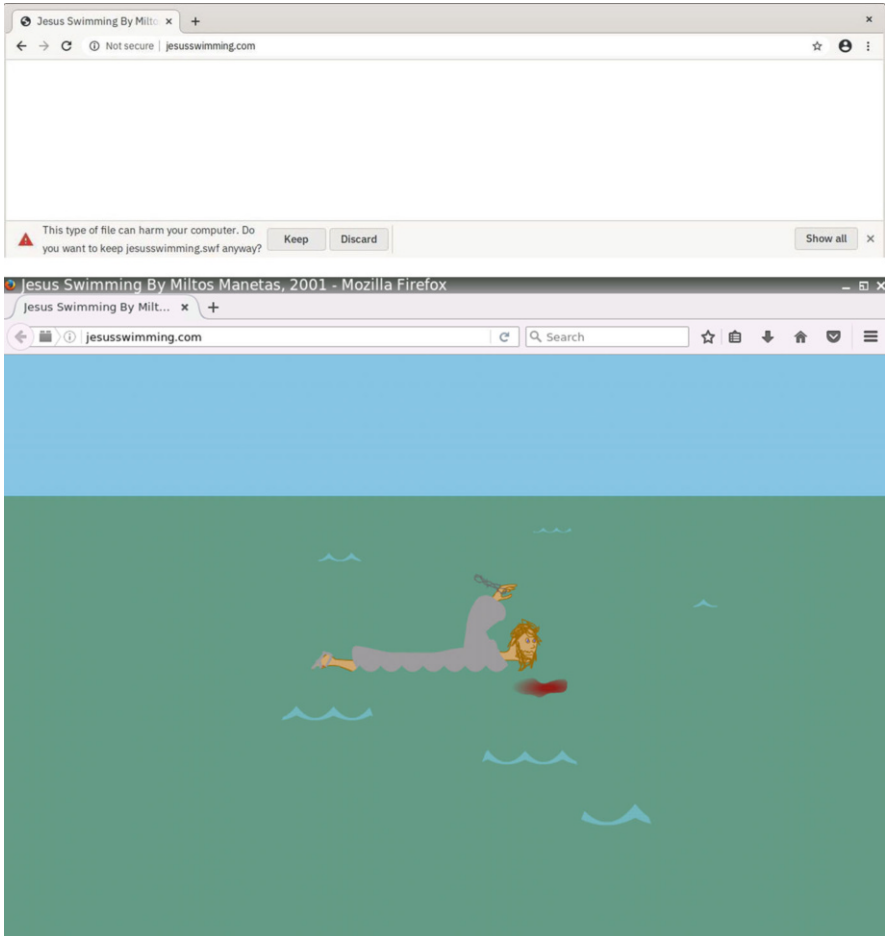 Jesus Swimming By Milto
Not secure | jesusswimming.com
This type of file can harm your computer. Do
you want to keep jesusswimming.swf anyway?
Keep
Discard
Show all
Jesus Swimming By Miltos Manetas, 2001 - Mozilla Firefox
Jesus Swimming By Milt...
jesusswimming.com
Search